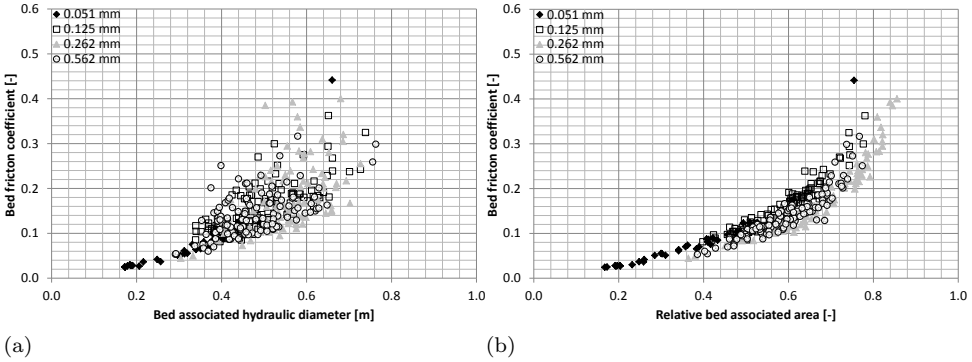 0.6
0.5
0.4
0.3
0.2
0.1
0.0
0.0 0.2 0.4 0.6 0.8 1.0
Bed fricton coefficient [-]
Bed associated hydraulic diameter [m]
0.051 mm
0.125 mm
0.262 mm
0.562 mm
(a)
0.6
0.5
0.4
0.3
0.2
0.1
0.0
0.0 0.2 0.4 0.6 0.8 1.0
Bed fricton coefficient [-]
Relative bed associated area [-]
0.051 mm
0.125 mm
0.262 mm
0.562 mm
(b)